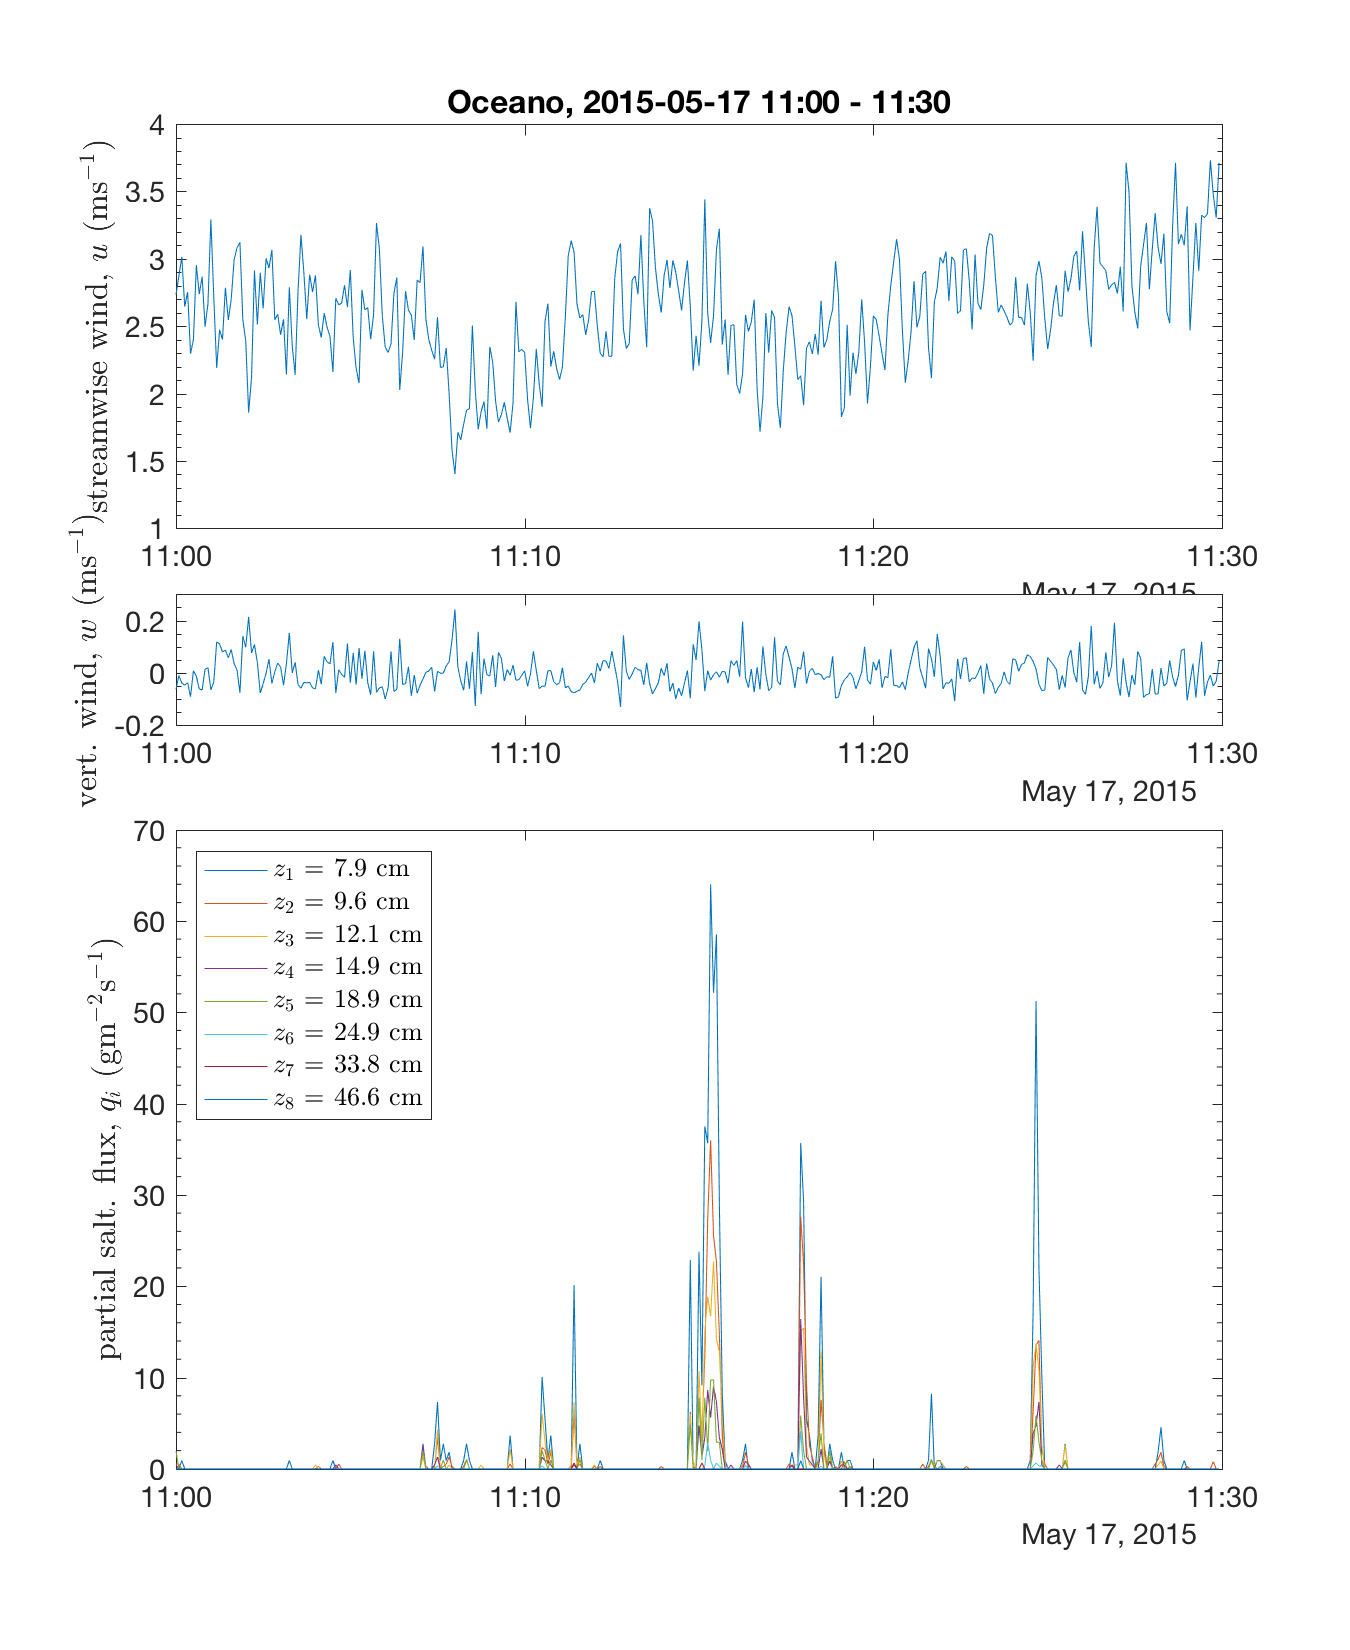 Oceano, 2015-05-17 11:00 - 11:30
streamwise wind, u (ms⁻¹)
4
3.5
3
2.5
2
1.5
1
11:00 11:10 11:20 11:30
May 17, 2015
vert. wind, w (ms⁻¹)
0.2
0
-0.2
11:00 11:10 11:20 11:30
May 17, 2015
partial salt. flux, qᵢ (gm⁻²s⁻¹)
70
60
50
40
30
20
10
0
z₁ = 7.9 cm
z₂ = 9.6 cm
z₃ = 12.1 cm
z₄ = 14.9 cm
z₅ = 18.9 cm
z₆ = 24.9 cm
z₇ = 33.8 cm
z₈ = 46.6 cm
11:00 11:10 11:20 11:30
May 17, 2015